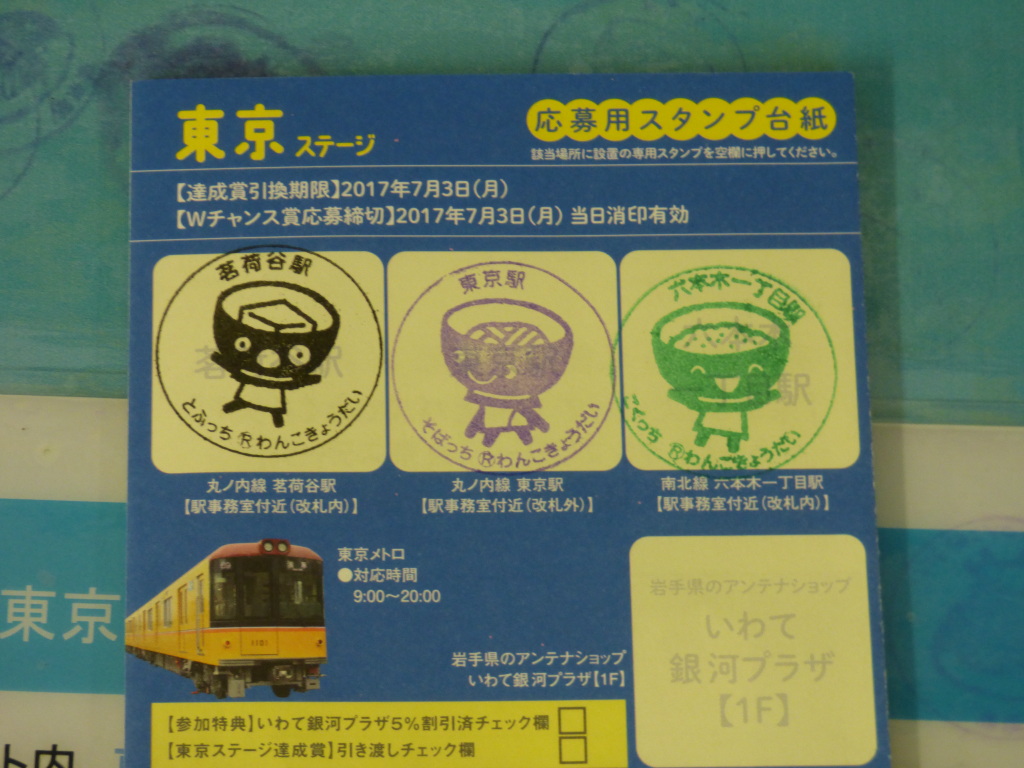 東京 ステージ
応募用スタンプ台紙
該当場所に設置の専用スタンプを空欄に押してください。
【達成賞引換期限】2017年7月3日(月)
【Wチャンス賞応募締切】2017年7月3日(月) 当日消印有効
茗荷谷駅
とふっち Ⓡわんこきょうだい
東京駅
そばっち Ⓡわんこきょうだい
六本木一丁目駅
こくっち Ⓡわんこきょうだい
丸ノ内線 茗荷谷駅
【駅事務室付近(改札内)】
丸ノ内線 東京駅
【駅事務室付近(改札外)】
南北線 六本木一丁目駅
【駅事務室付近(改札内)】
東京メトロ
●対応時間
9:00〜20:00
1101
岩手県のアンテナショップ
いわて銀河プラザ【1F】
岩手県のアンテナショップ
いわて
銀河プラザ
【1F】
【参加特典】いわて銀河プラザ5%割引済チェック欄
【東京ステージ達成賞】引き渡しチェック欄
東京
ト内